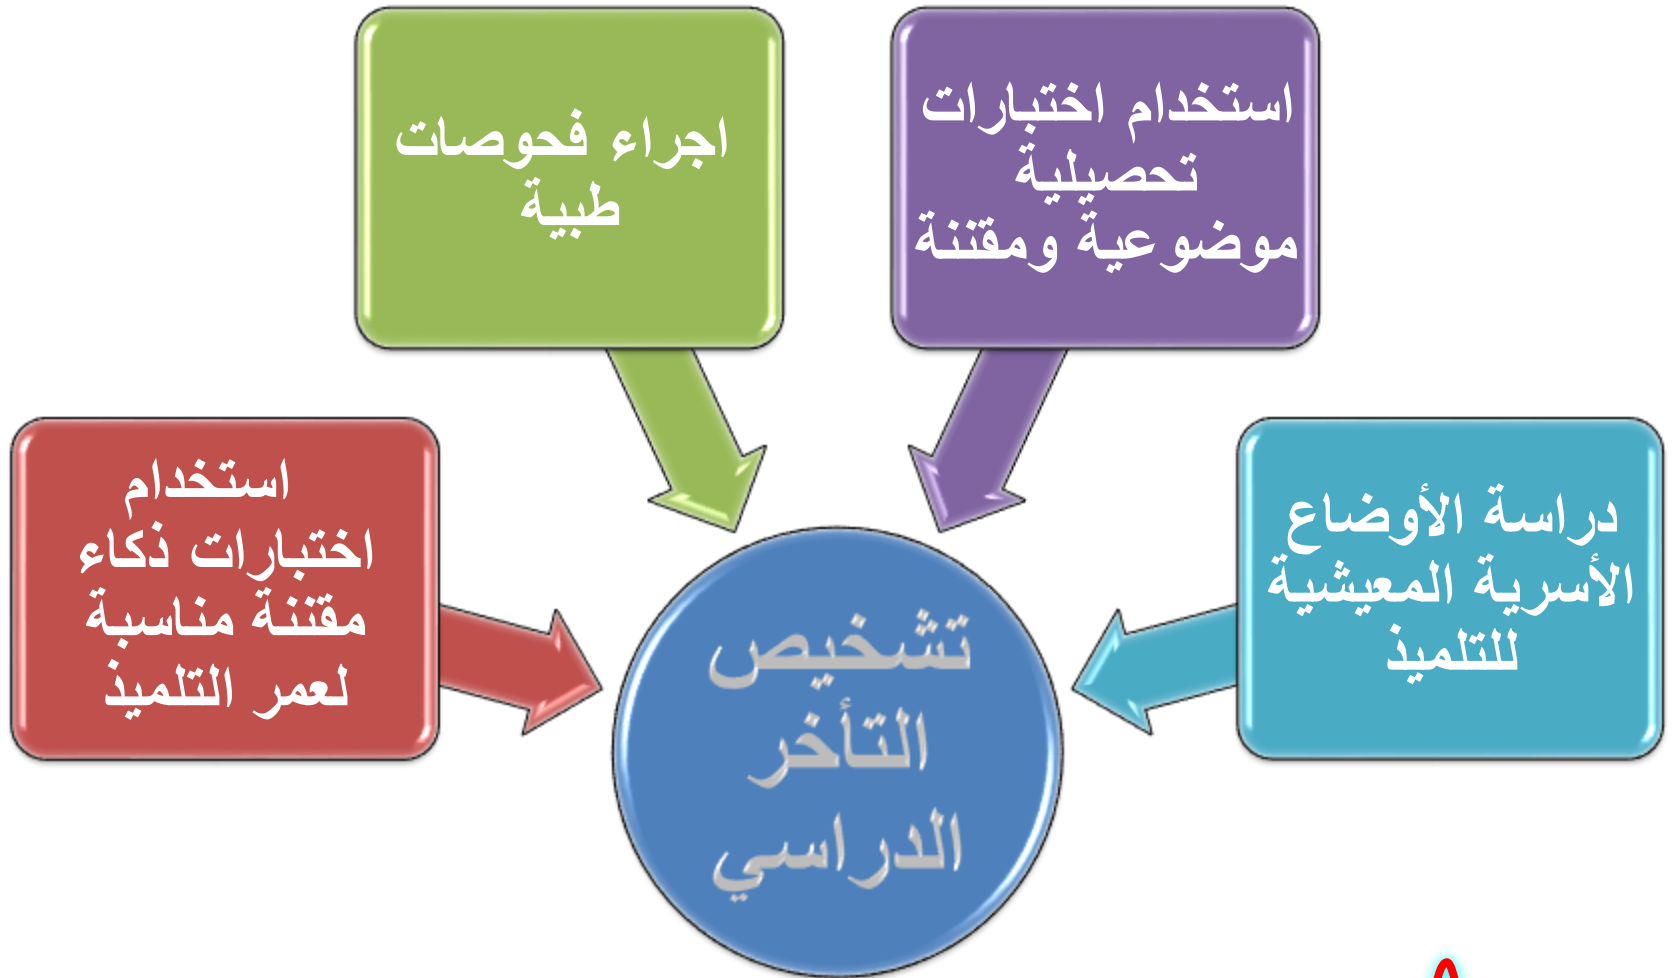 استخدام اختبارات
تحصيلية
موضوعية ومقننة
اجراء فحوصات
طبية
دراسة الأوضاع
الأسرية المعيشية
للتلميذ
استخدام
اختبارات ذكاء
مقننة مناسبة
لعمر التلميذ
تشخيص
التأخر
الدراسي